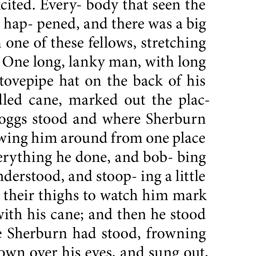 cited. Every- body that seen the
hap- pened, and there was a big
one of these fellows, stretching
One long, lanky man, with long
tovepipe hat on the back of his
lled cane, marked out the plac-
oggs stood and where Sherburn
wing him around from one place
erything he done, and bob- bing
nderstood, and stoop- ing a little
their thighs to watch him mark
with his cane; and then he stood
Sherburn had stood, frowning
own over his eyes, and sung out,